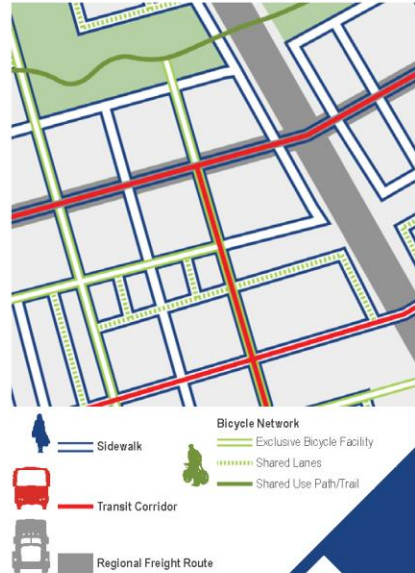 Sidewalk
Transit Corridor
Regional Freight Route
Bicycle Network
Exclusive Bicycle Facility
Shared Lanes
Shared Use Path/Trail